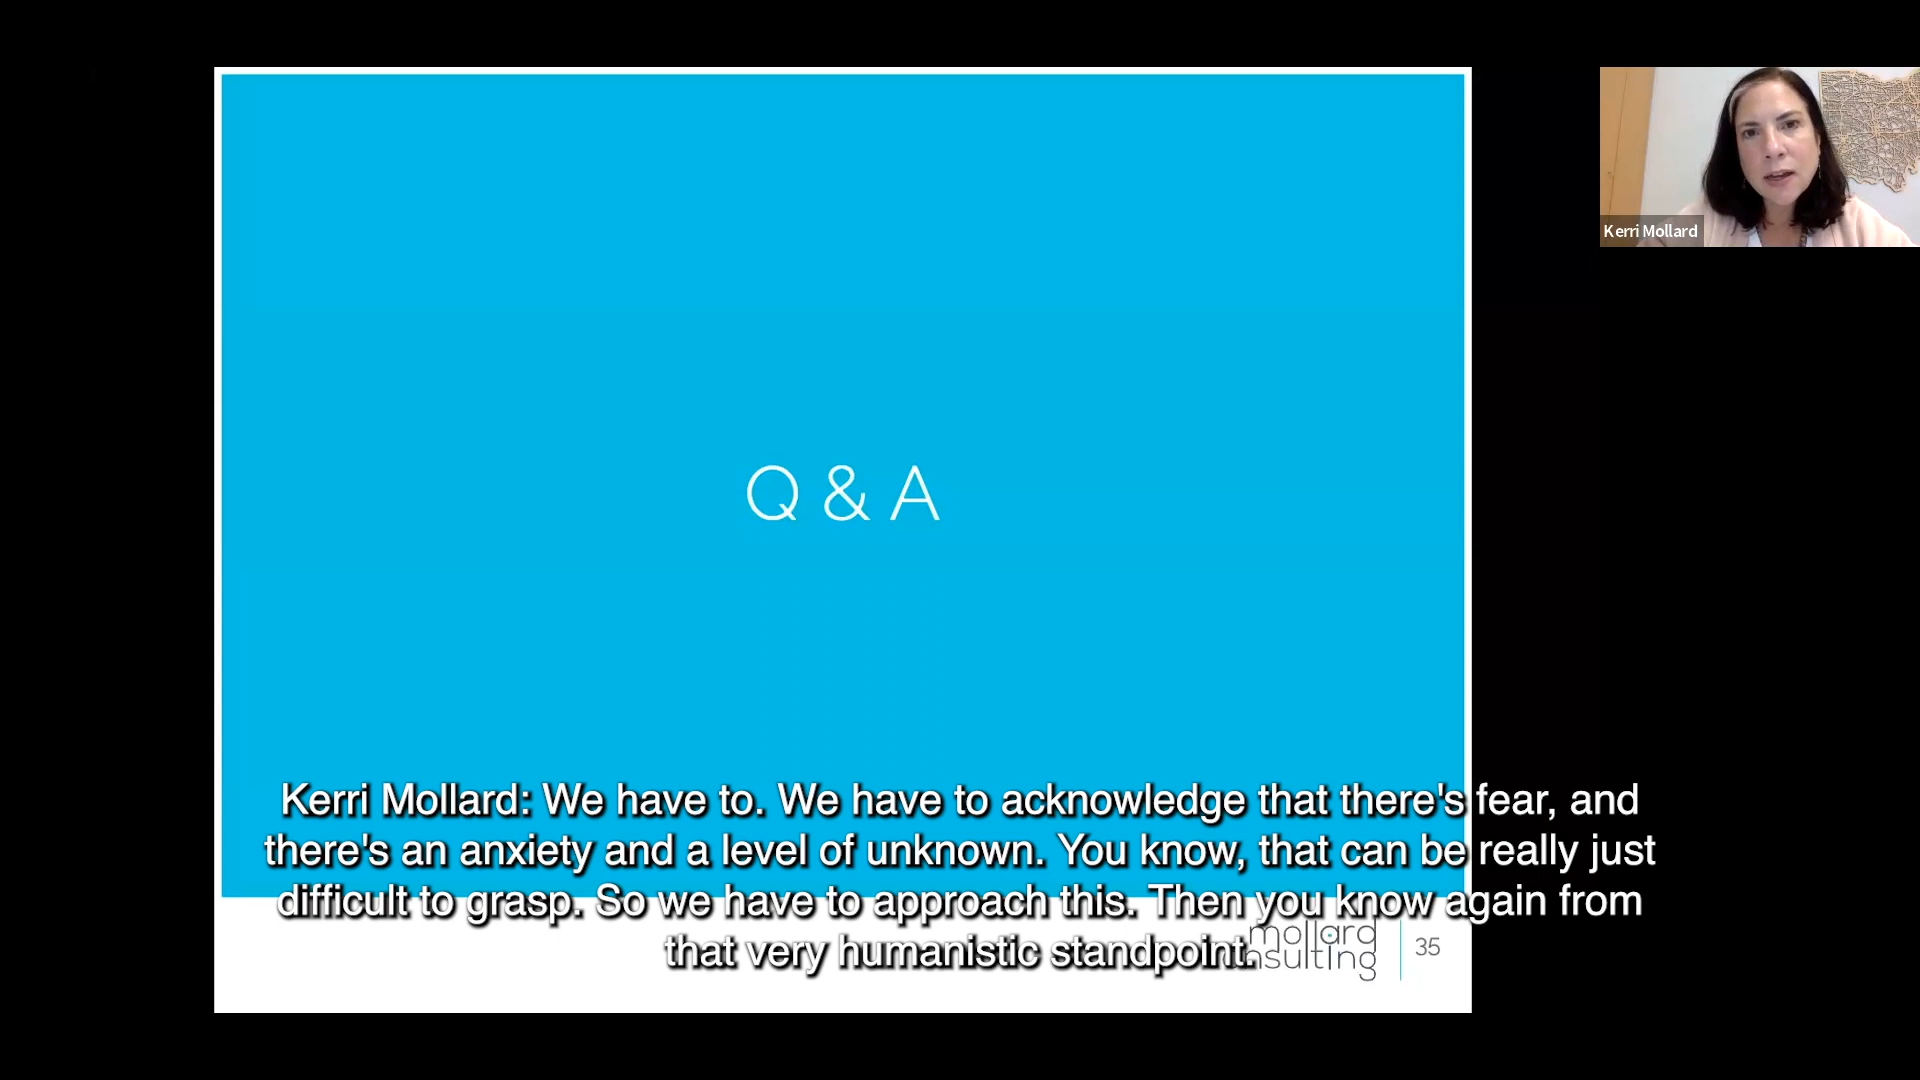 Kerri Mollard
Q & A
Kerri Mollard: We have to. We have to acknowledge that there's fear, and
there's an anxiety and a level of unknown. You know, that can be really just
difficult to grasp. So we have to approach this. Then you know again from
that very humanistic standpoint.
mollard
consulting
35